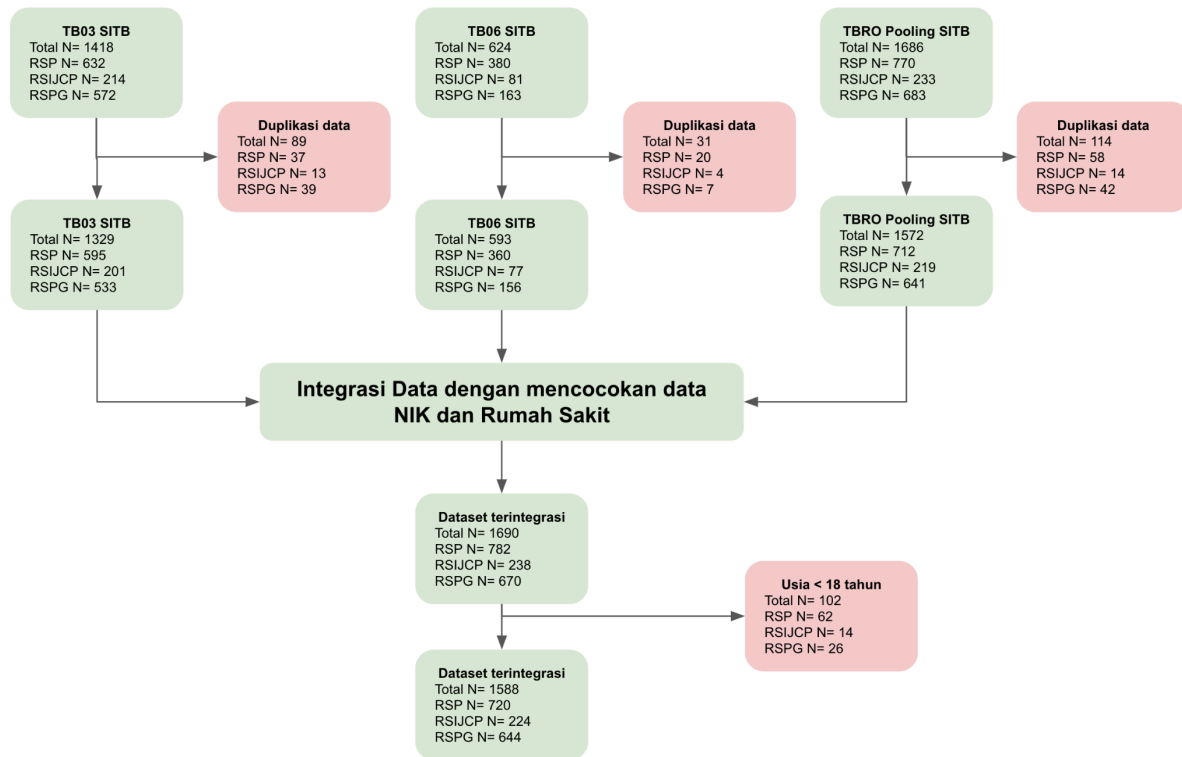 TB03 SITB
Total N= 1418
RSP N= 632
RSIJCP N= 214
RSPG N= 572
TB06 SITB
Total N= 624
RSP N= 380
RSIJCP N= 81
RSPG N= 163
TBRO Pooling SITB
Total N= 1686
RSP N= 770
RSIJCP N= 233
RSPG N= 683
Duplikasi data
Total N= 89
RSP N= 37
RSIJCP N= 13
RSPG N= 39
Duplikasi data
Total N= 31
RSP N= 20
RSIJCP N= 4
RSPG N= 7
Duplikasi data
Total N= 114
RSP N= 58
RSIJCP N= 14
RSPG N= 42
TB03 SITB
Total N= 1329
RSP N= 595
RSIJCP N= 201
RSPG N= 533
TB06 SITB
Total N= 593
RSP N= 360
RSIJCP N= 77
RSPG N= 156
TBRO Pooling SITB
Total N= 1572
RSP N= 712
RSIJCP N= 219
RSPG N= 641
Integrasi Data dengan mencocokan data
NIK dan Rumah Sakit
Dataset terintegrasi
Total N= 1690
RSP N= 782
RSIJCP N= 238
RSPG N= 670
Usia < 18 tahun
Total N= 102
RSP N= 62
RSIJCP N= 14
RSPG N= 26
Dataset terintegrasi
Total N= 1588
RSP N= 720
RSIJCP N= 224
RSPG N= 644